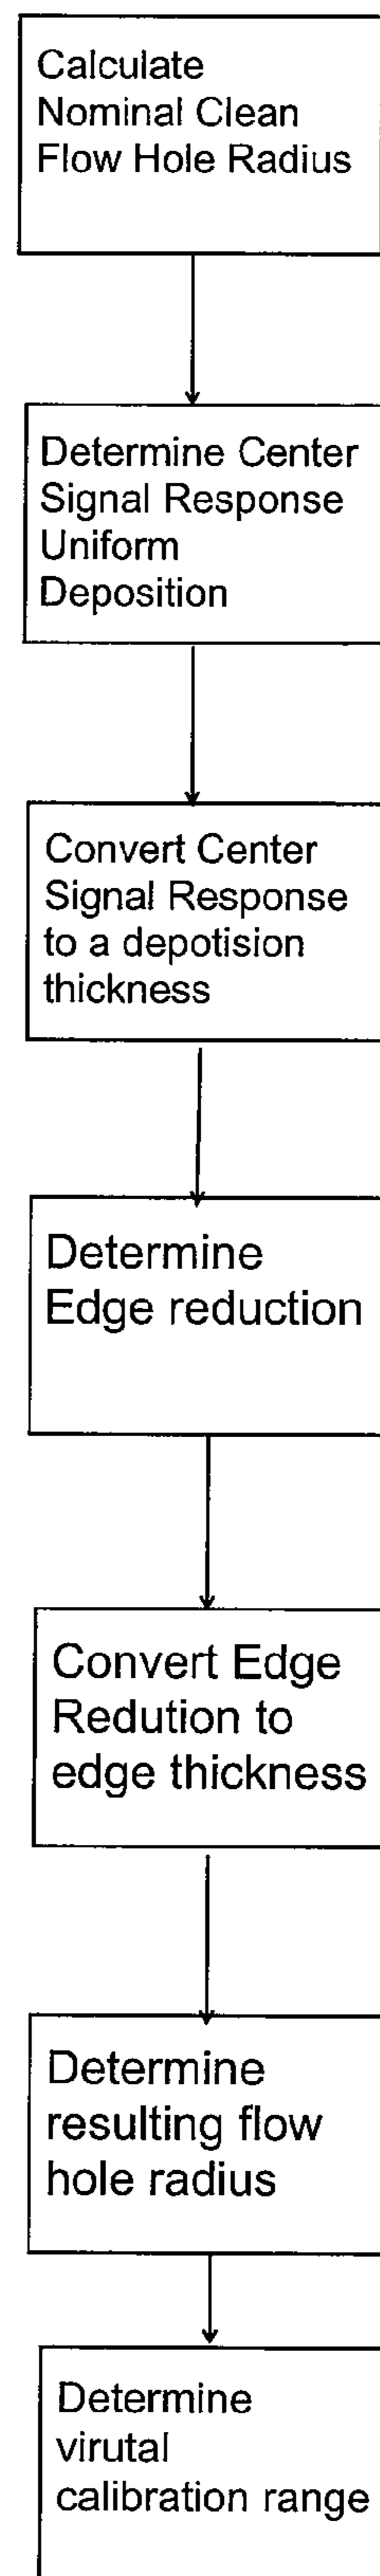 Calculate
Nominal Clean
Flow Hole Radius
Determine Center
Signal Response
Uniform
Deposition
Convert Center
Signal Response
to a depotision
thickness
Determine
Edge reduction
Convert Edge
Redution to
edge thickness
Determine
resulting flow
hole radius
Determine
virutal
calibration range